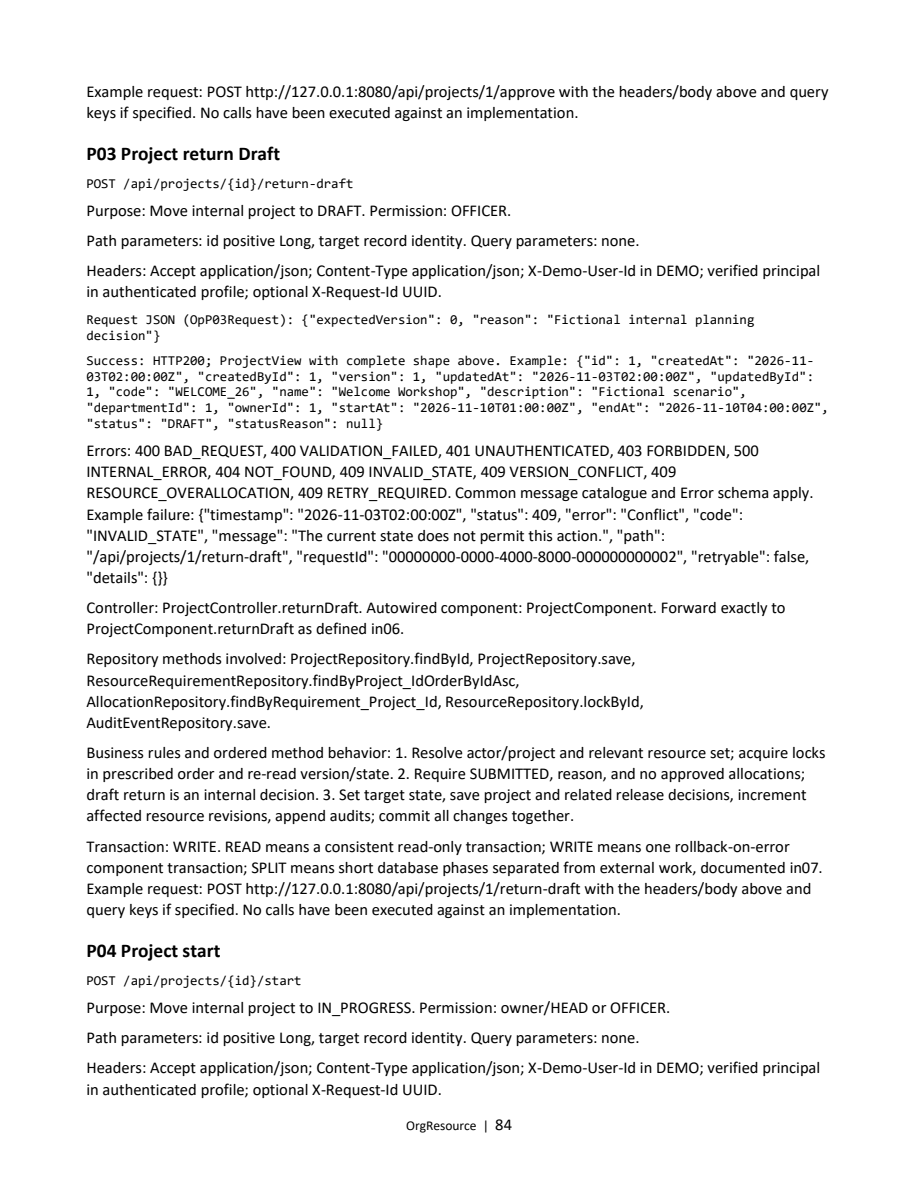 Example request: POST http://127.0.0.1:8080/api/projects/1/approve with the headers/body above and query
keys if specified. No calls have been executed against an implementation.
P03 Project return Draft
POST /api/projects/{id}/return-draft
Purpose: Move internal project to DRAFT. Permission: OFFICER.
Path parameters: id positive Long, target record identity. Query parameters: none.
Headers: Accept application/json; Content-Type application/json; X-Demo-User-Id in DEMO; verified principal
in authenticated profile; optional X-Request-Id UUID.
Request JSON (OpP03Request): {"expectedVersion": 0, "reason": "Fictional internal planning
decision"}
Success: HTTP200; ProjectView with complete shape above. Example: {"id": 1, "createdAt": "2026-11-
03T02:00:00Z", "createdById": 1, "version": 1, "updatedAt": "2026-11-03T02:00:00Z", "updatedById":
1, "code": "WELCOME_26", "name": "Welcome Workshop", "description": "Fictional scenario",
"departmentId": 1, "ownerId": 1, "startAt": "2026-11-10T01:00:00Z", "endAt": "2026-11-10T04:00:00Z",
"status": "DRAFT", "statusReason": null}
Errors: 400 BAD_REQUEST, 400 VALIDATION_FAILED, 401 UNAUTHENTICATED, 403 FORBIDDEN, 500
INTERNAL_ERROR, 404 NOT_FOUND, 409 INVALID_STATE, 409 VERSION_CONFLICT, 409
RESOURCE_OVERALLOCATION, 409 RETRY_REQUIRED. Common message catalogue and Error schema apply.
Example failure: {"timestamp": "2026-11-03T02:00:00Z", "status": 409, "error": "Conflict", "code":
"INVALID_STATE", "message": "The current state does not permit this action.", "path":
"/api/projects/1/return-draft", "requestId": "00000000-0000-4000-8000-000000000002", "retryable": false,
"details": {}}
Controller: ProjectController.returnDraft. Autowired component: ProjectComponent. Forward exactly to
ProjectComponent.returnDraft as defined in06.
Repository methods involved: ProjectRepository.findById, ProjectRepository.save,
ResourceRequirementRepository.findByProject_IdOrderByIdAsc,
AllocationRepository.findByRequirement_Project_Id, ResourceRepository.lockById,
AuditEventRepository.save.
Business rules and ordered method behavior: 1. Resolve actor/project and relevant resource set; acquire locks
in prescribed order and re-read version/state. 2. Require SUBMITTED, reason, and no approved allocations;
draft return is an internal decision. 3. Set target state, save project and related release decisions, increment
affected resource revisions, append audits; commit all changes together.
Transaction: WRITE. READ means a consistent read-only transaction; WRITE means one rollback-on-error
component transaction; SPLIT means short database phases separated from external work, documented in07.
Example request: POST http://127.0.0.1:8080/api/projects/1/return-draft with the headers/body above and
query keys if specified. No calls have been executed against an implementation.
P04 Project start
POST /api/projects/{id}/start
Purpose: Move internal project to IN_PROGRESS. Permission: owner/HEAD or OFFICER.
Path parameters: id positive Long, target record identity. Query parameters: none.
Headers: Accept application/json; Content-Type application/json; X-Demo-User-Id in DEMO; verified principal
in authenticated profile; optional X-Request-Id UUID.
OrgResource | 84